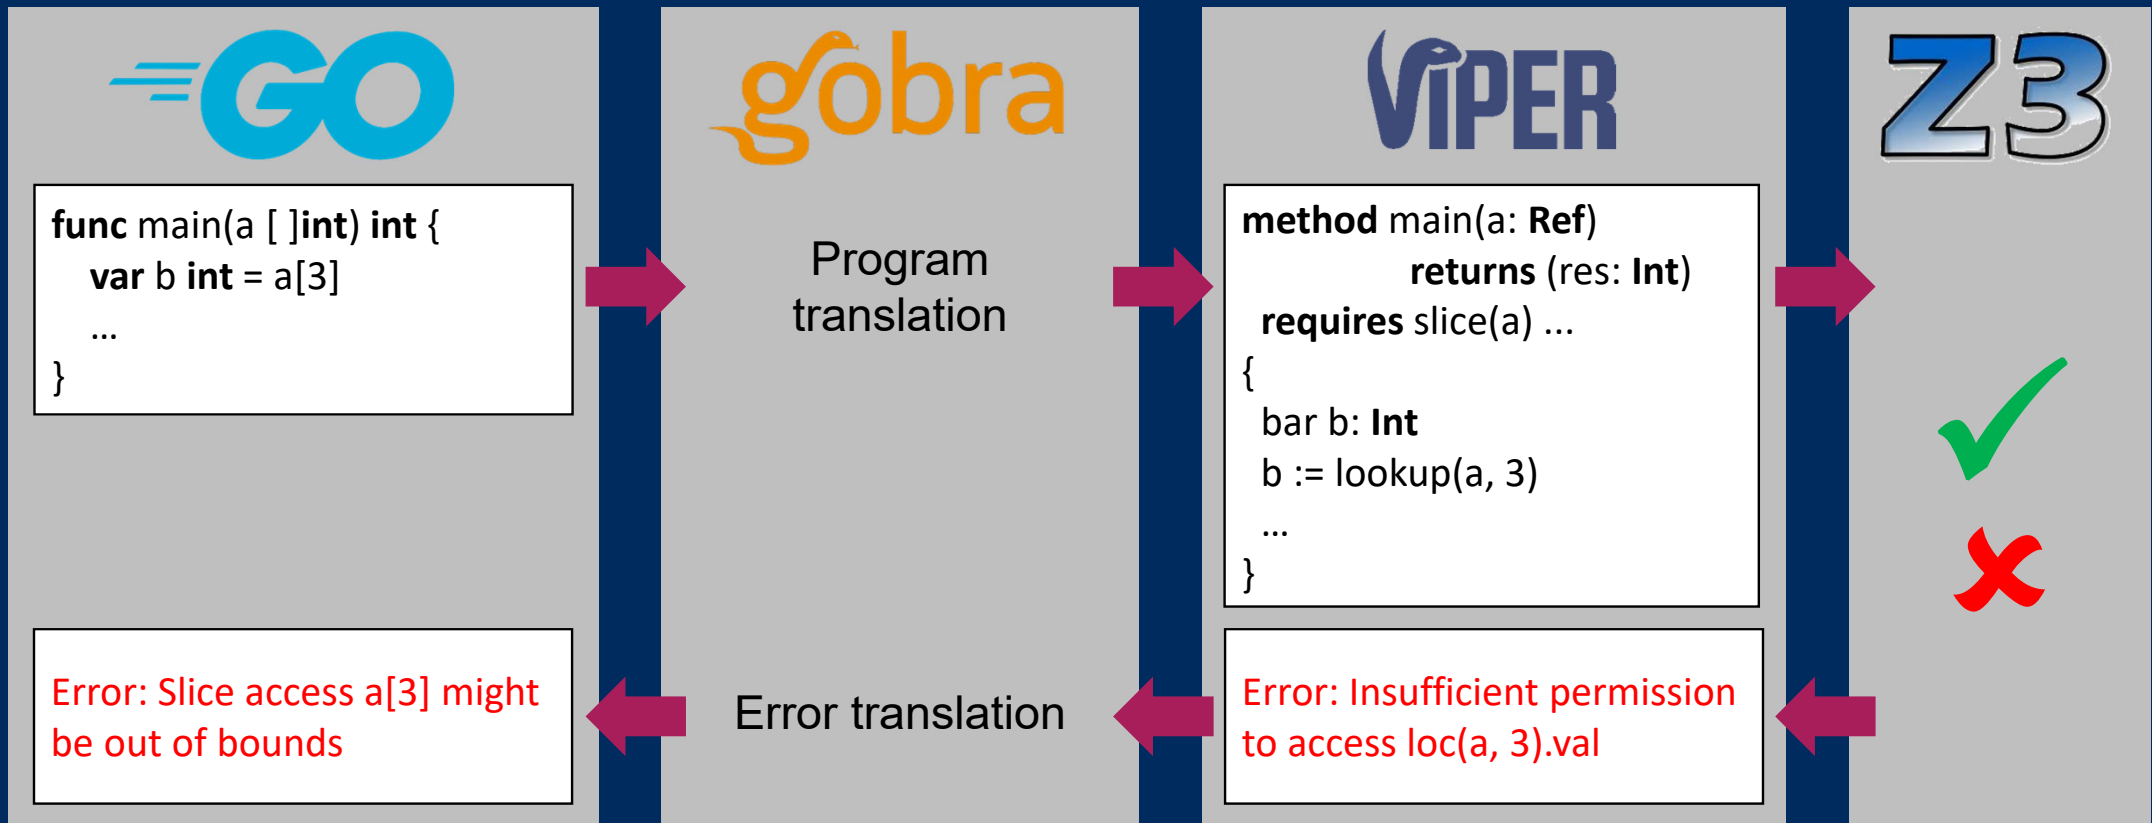 GO
func main(a [ ]int) int {
var b int = a[3]
...
}
Error: Slice access a[3] might
be out of bounds
gobra
Program
translation
Error translation
VIPER
method main(a: Ref)
returns (res: Int)
requires slice(a) ...
{
bar b: Int
b := lookup(a, 3)
...
}
Error: Insufficient permission
to access loc(a, 3).val
Z3